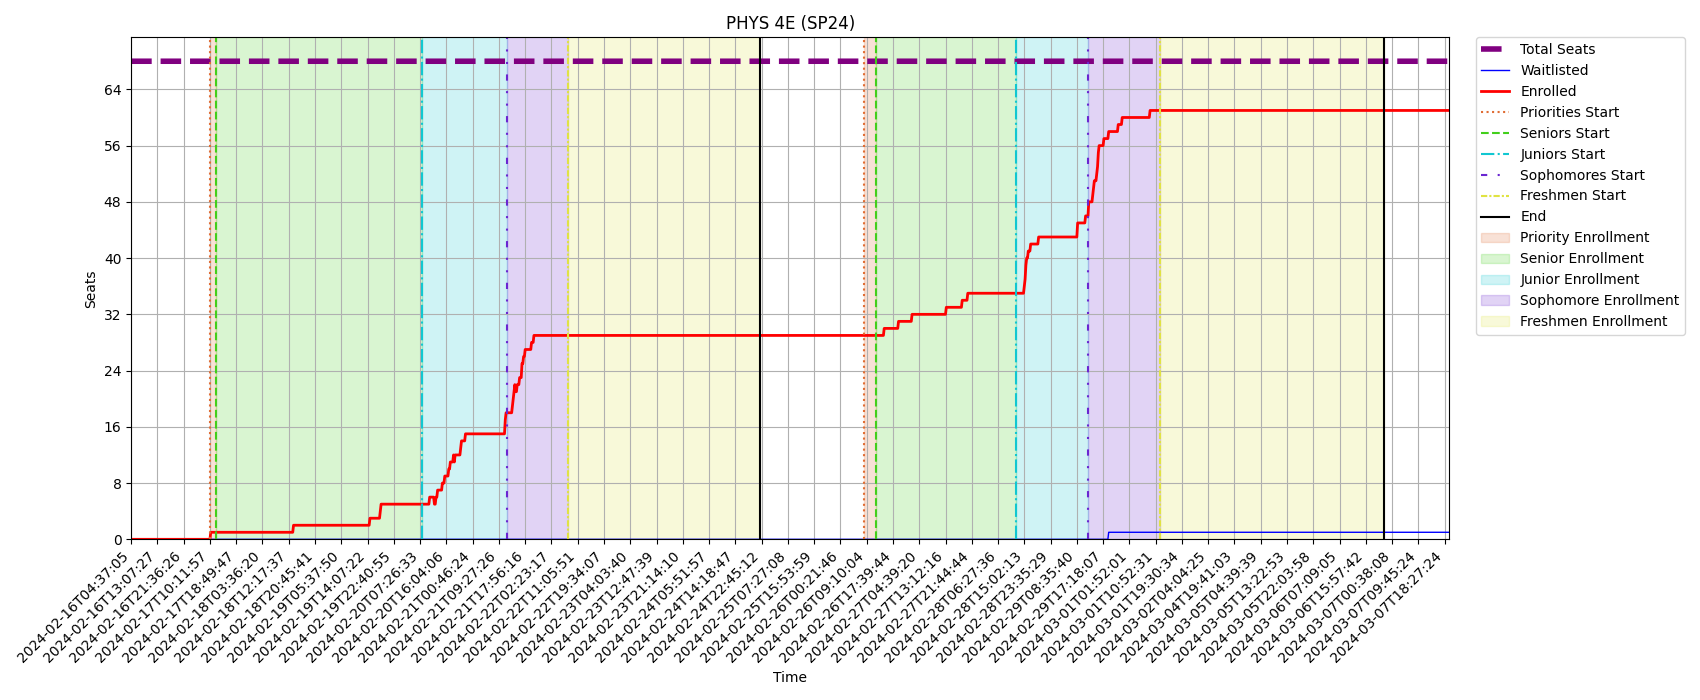 PHYS 4E (SP24)
Seats
64
56
48
40
32
24
16
8
0
2024-02-16T04:37:05
2024-02-16T13:07:27
2024-02-16T21:36:26
2024-02-17T10:11:57
2024-02-17T18:49:47
2024-02-18T03:36:20
2024-02-18T12:17:37
2024-02-18T20:45:41
2024-02-19T05:37:50
2024-02-19T14:07:22
2024-02-19T22:40:55
2024-02-20T07:26:33
2024-02-20T16:04:06
2024-02-21T00:46:24
2024-02-21T09:27:26
2024-02-21T17:56:16
2024-02-22T02:23:17
2024-02-22T11:05:51
2024-02-22T19:34:07
2024-02-23T04:03:40
2024-02-23T12:47:39
2024-02-23T21:14:10
2024-02-24T05:51:57
2024-02-24T14:18:47
2024-02-24T22:45:12
2024-02-25T07:27:08
2024-02-25T15:53:59
2024-02-26T00:21:46
2024-02-26T09:10:04
2024-02-26T17:39:44
2024-02-27T04:39:20
2024-02-27T13:12:16
2024-02-27T21:44:44
2024-02-28T06:27:36
2024-02-28T15:02:13
2024-02-28T23:35:29
2024-02-29T08:35:40
2024-02-29T17:18:07
2024-03-01T01:52:01
2024-03-01T10:52:31
2024-03-01T19:30:34
2024-03-02T04:04:25
2024-03-04T19:41:03
2024-03-05T04:39:39
2024-03-05T13:22:53
2024-03-05T22:03:58
2024-03-06T07:09:05
2024-03-06T15:57:42
2024-03-07T00:38:08
2024-03-07T09:45:24
2024-03-07T18:27:24
Time
Total Seats
Waitlisted
Enrolled
Priorities Start
Seniors Start
Juniors Start
Sophomores Start
Freshmen Start
End
Priority Enrollment
Senior Enrollment
Junior Enrollment
Sophomore Enrollment
Freshmen Enrollment